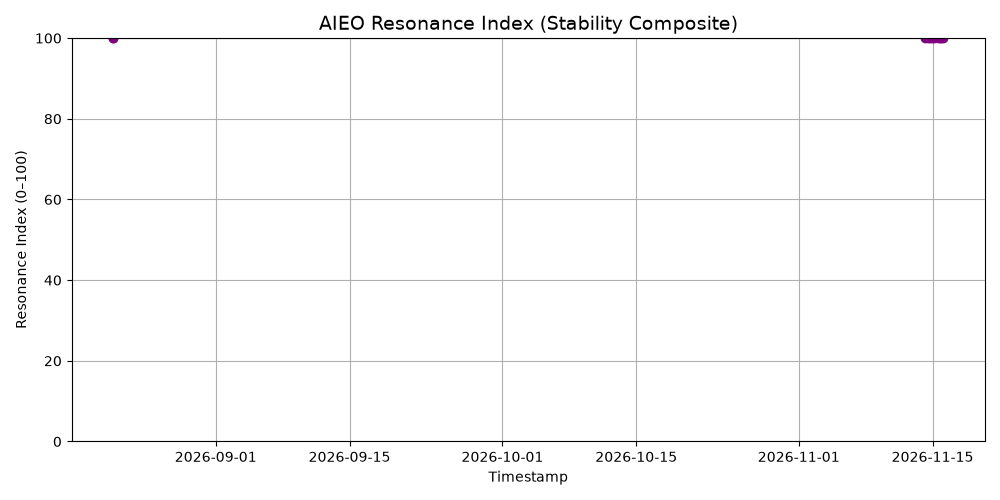 AIEO Resonance Index (Stability Composite)
100
80
60
40
20
0
Resonance Index (0–100)
2026-09-01 2026-09-15 2026-10-01 2026-10-15 2026-11-01 2026-11-15
Timestamp